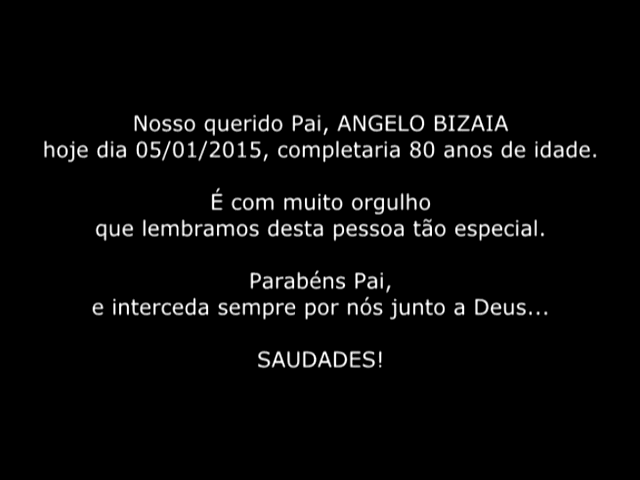 Nosso querido Pai, ANGELO BIZAIA
hoje dia 05/01/2015, completaria 80 anos de idade.
É com muito orgulho
que lembramos desta pessoa tão especial.
Parabéns Pai,
e interceda sempre por nós junto a Deus...
SAUDADES!